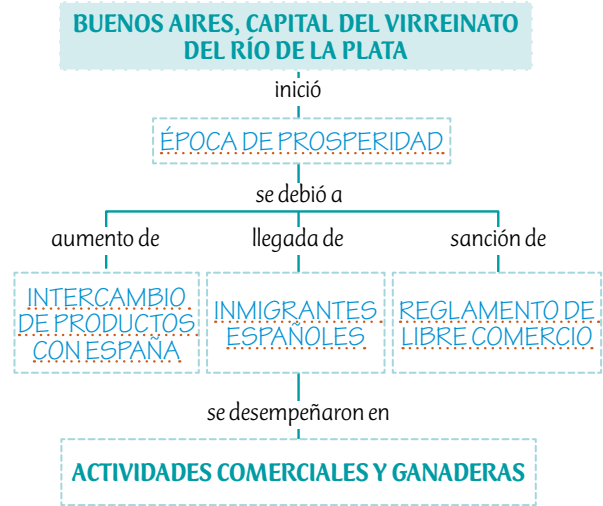 BUENOS AIRES, CAPITAL DEL VIRREINATO
DEL RÍO DE LA PLATA
inició
ÉPOCA DE PROSPERIDAD
se debió a
aumento de
llegada de
sanción de
INTERCAMBIO
DE PRODUCTOS
CON ESPAÑA
INMIGRANTES
ESPAÑOLES
REGLAMENTO DE
LIBRE COMERCIO
se desempeñaron en
ACTIVIDADES COMERCIALES Y GANADERAS